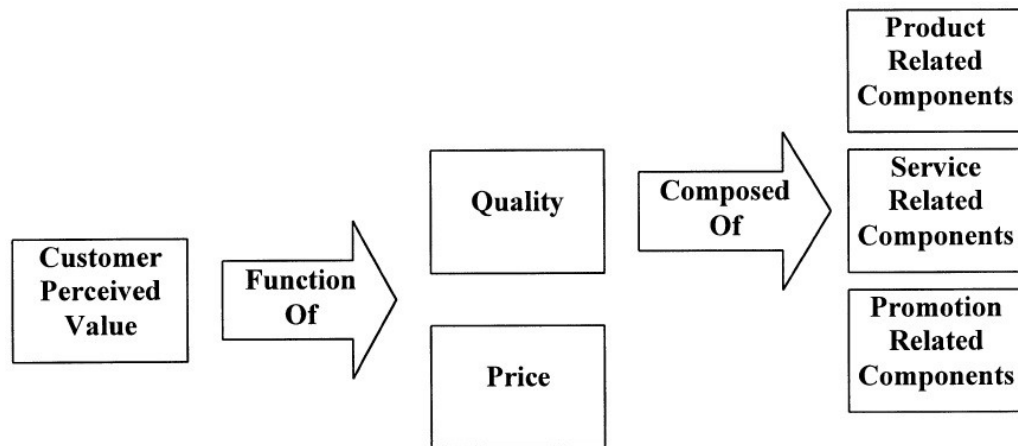 Customer
Perceived
Value
Function
Of
Quality
Price
Composed
Of
Product
Related
Components
Service
Related
Components
Promotion
Related
Components